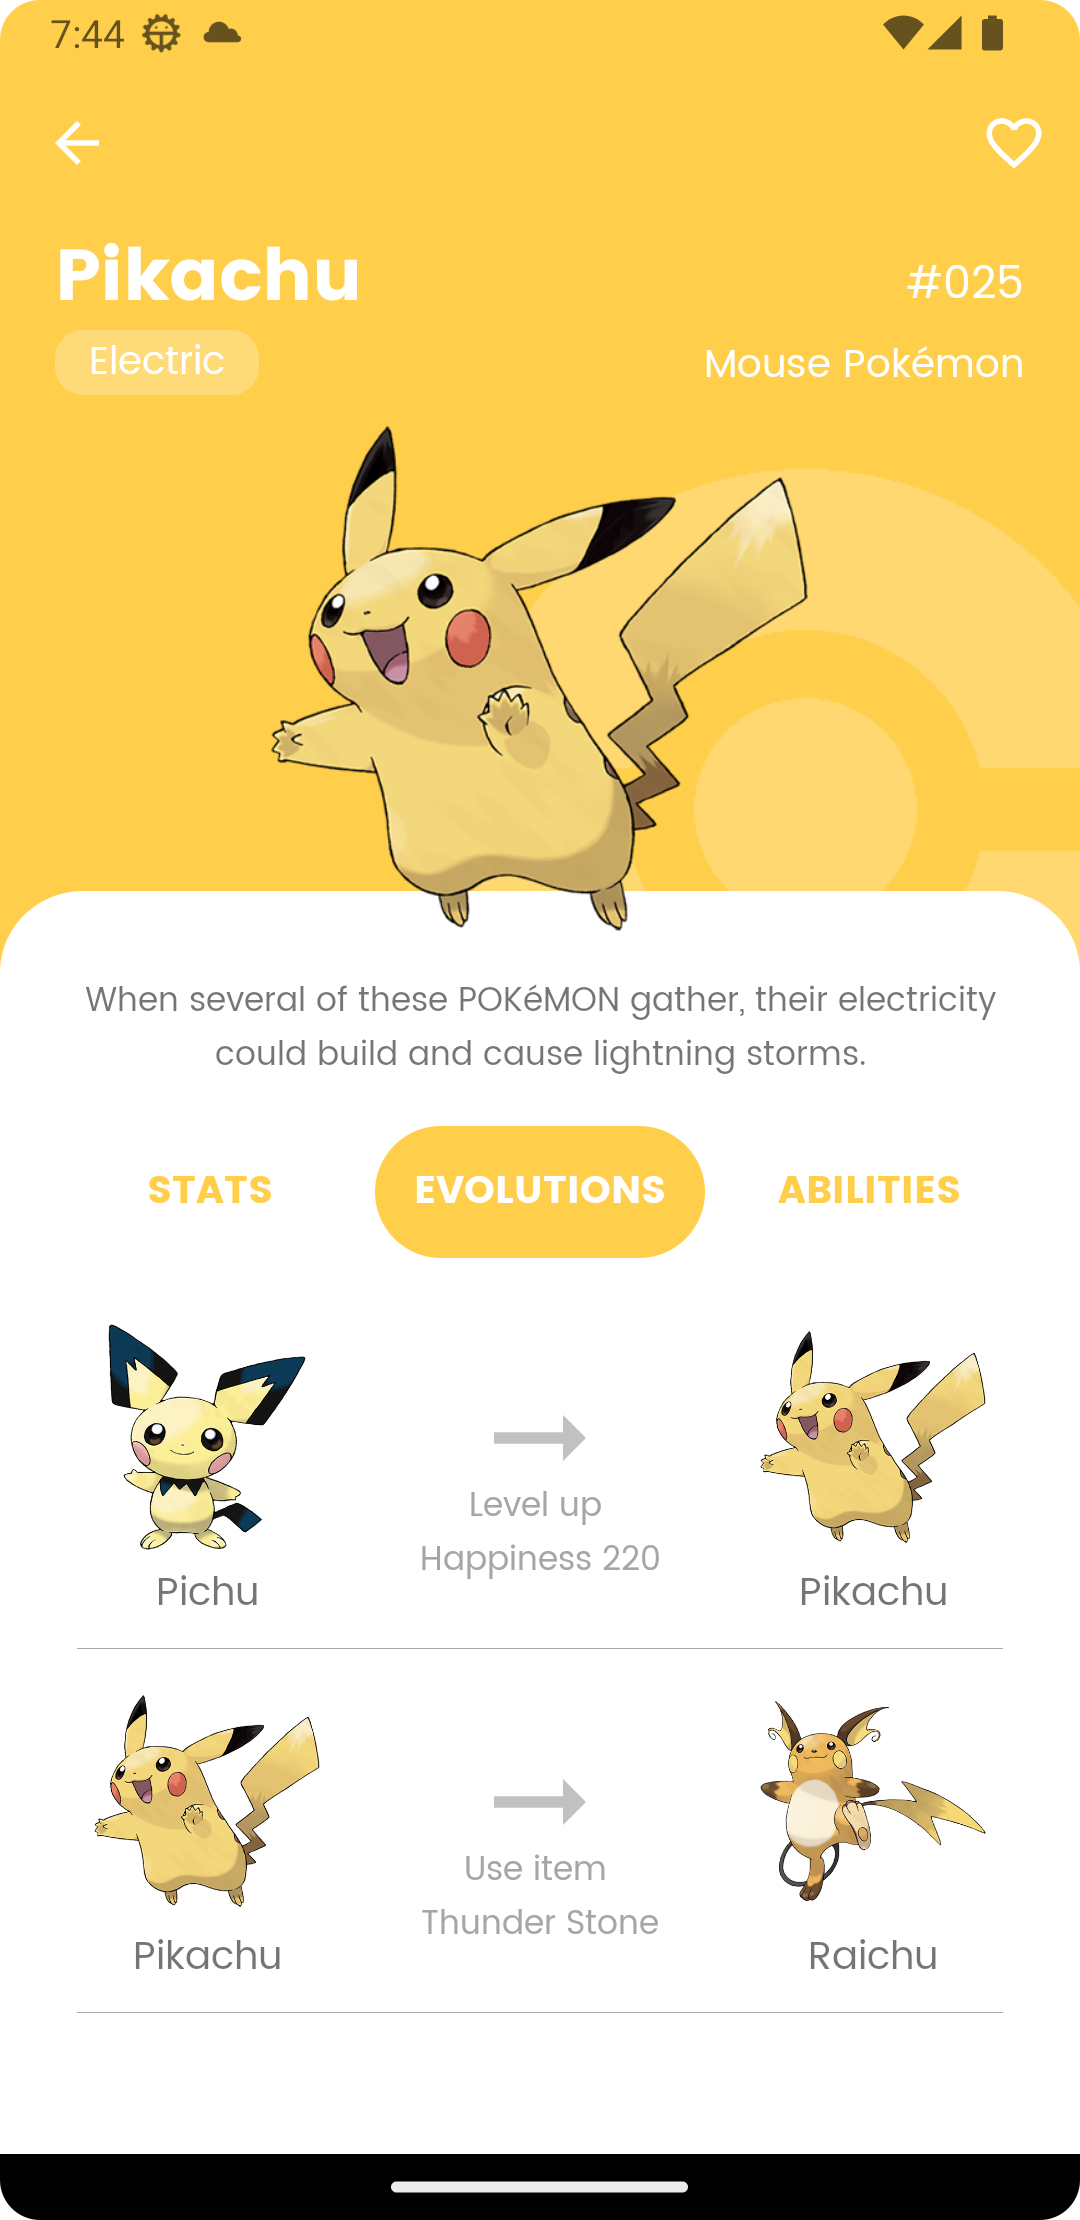 7:44
Pikachu
#025
Electric
Mouse Pokémon
When several of these POKéMON gather, their electricity
could build and cause lightning storms.
STATS
EVOLUTIONS
ABILITIES
Level up
Happiness 220
Pichu
Pikachu
Use item
Thunder Stone
Pikachu
Raichu